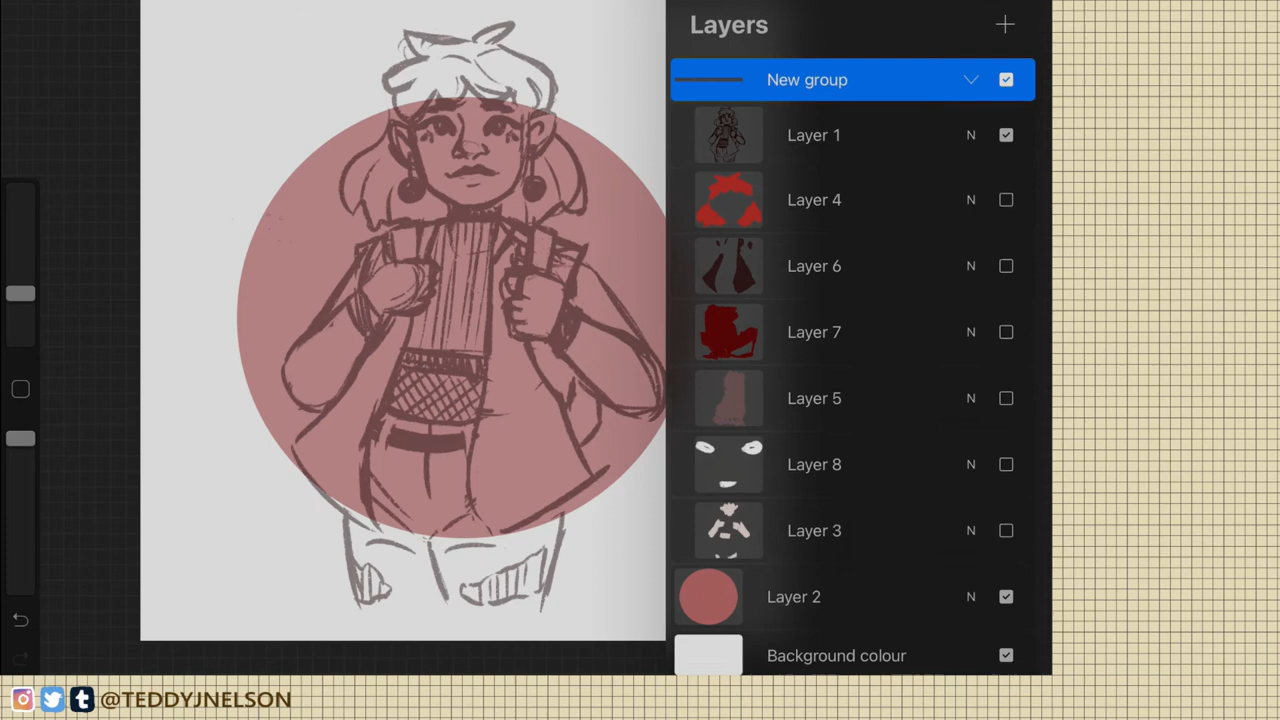 Layers
New group
Layer 1 N
Layer 4 N
Layer 6 N
Layer 7 N
Layer 5 N
Layer 8 N
Layer 3 N
Layer 2 N
Background colour
@TEDDYJNELSON